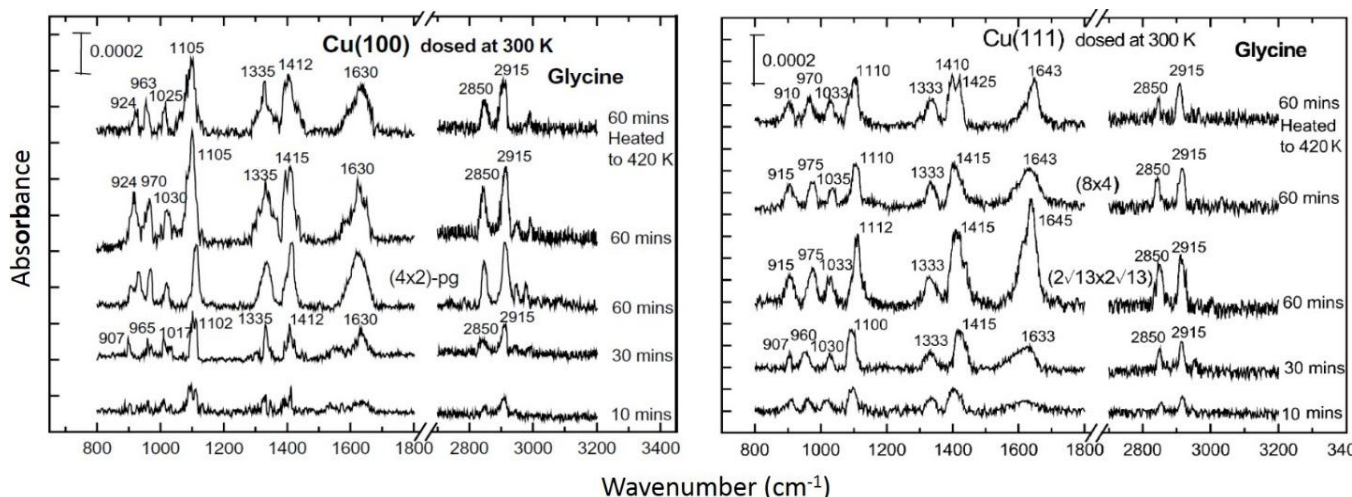 Absorbance
Cu(100) dosed at 300 K
0.0002
Glycine
924
963
1025
1105
1335
1412
1630
2850
2915
60 mins
Heated
to 420 K
924
970
1030
1105
1335
1415
1630
2850
2915
60 mins
(4x2)-pg
60 mins
907
965
1017
1102
1335
1412
1630
2850
2915
30 mins
10 mins
800 1000 1200 1400 1600 1800 2800 3000 3200 3400
Cu(111) dosed at 300 K
0.0002
Glycine
910
970
1033
1110
1333
1410
1425
1643
2850
2915
60 mins
Heated
to 420 K
915
975
1035
1110
1333
1415
1643
(8x4)
2850
2915
60 mins
915
975
1033
1112
1333
1415
1645
(2√13x2√13)
2850
2915
60 mins
907
960
1030
1100
1333
1415
1633
2850
2915
30 mins
10 mins
800 1000 1200 1400 1600 1800 2800 3000 3200 340
Wavenumber (cm⁻¹)